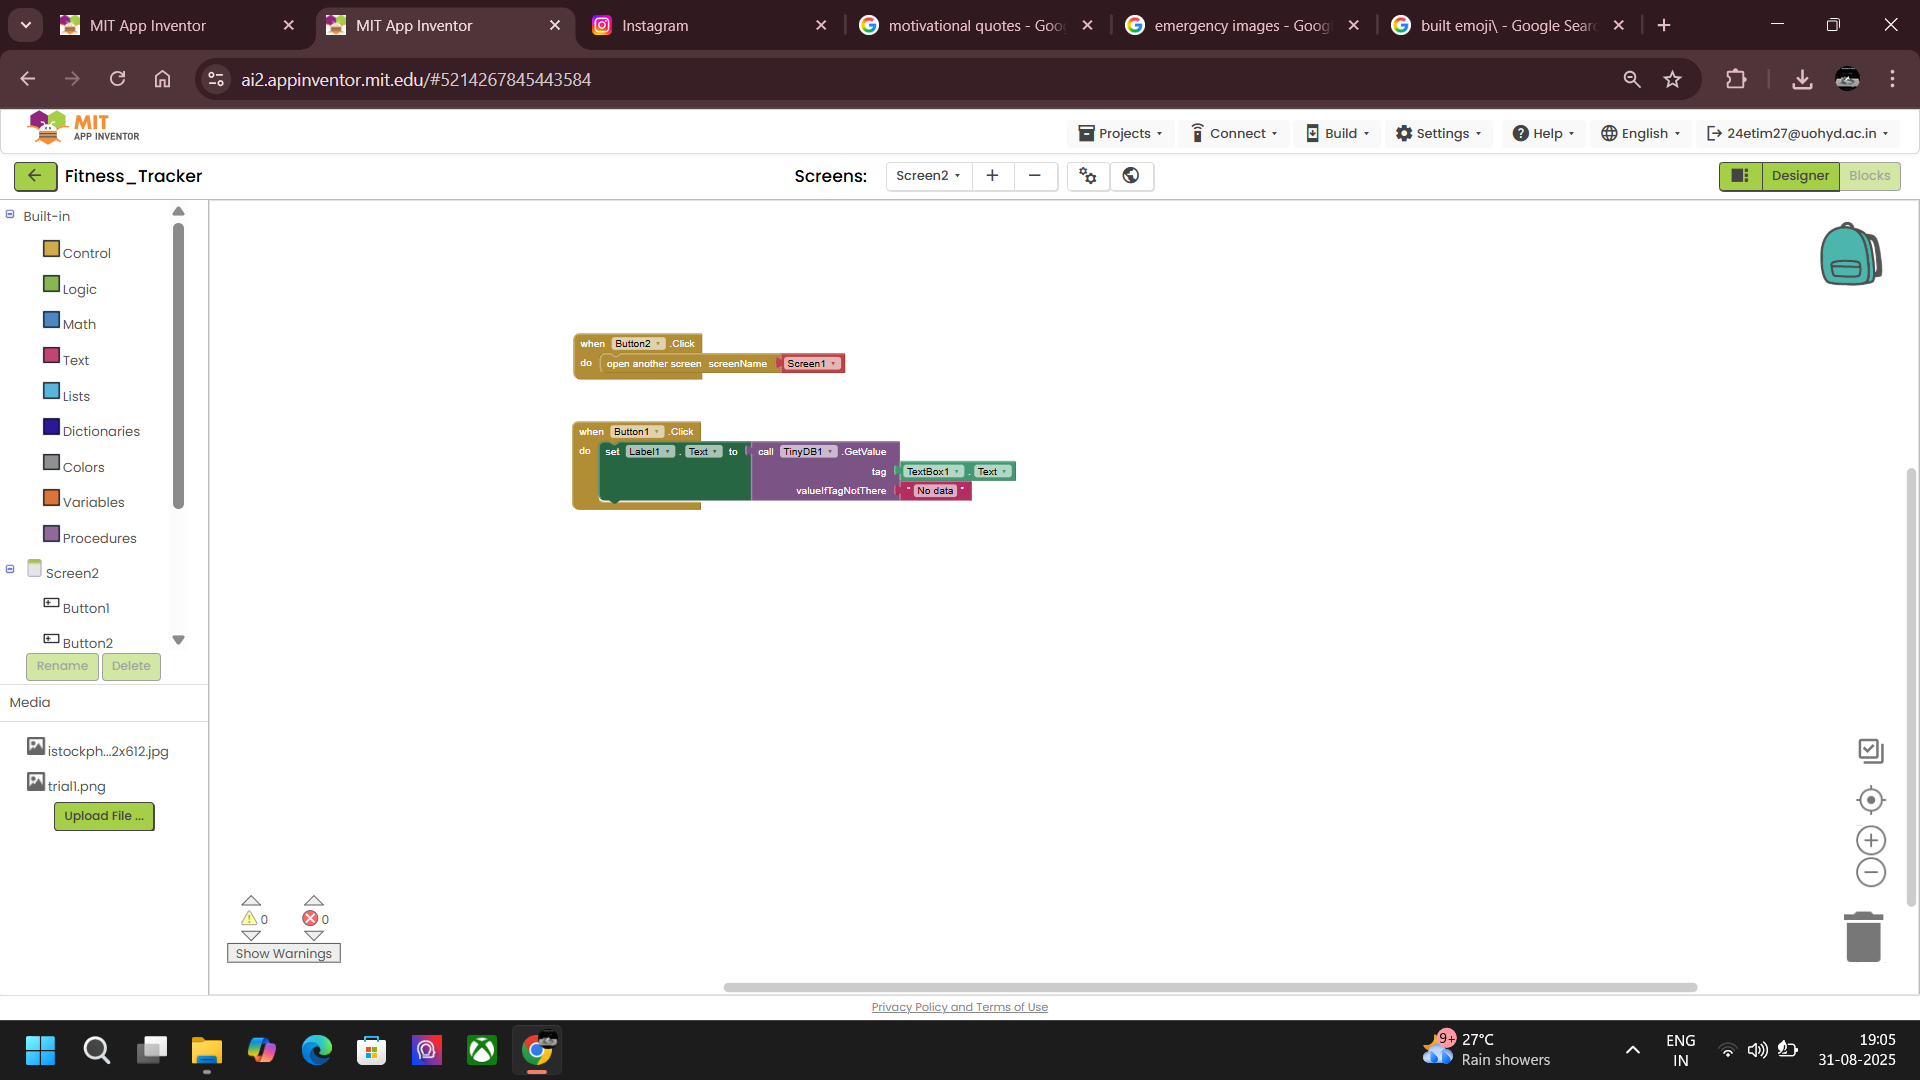 MIT App Inventor
MIT App Inventor
Instagram
motivational quotes - Goo
emergency images - Googl
built emoji\ - Google Sear
ai2.appinventor.mit.edu/#5214267845443584
MIT
APP INVENTOR
Projects
Connect
Build
Settings
Help
English
24etim27@uohyd.ac.in
Fitness_Tracker
Screens:
Screen2
Designer
Blocks
Built-in
Control
Logic
Math
Text
Lists
Dictionaries
Colors
Variables
Procedures
Screen2
Button1
Button2
Rename
Delete
Media
istockph...2x612.jpg
trial1.png
Upload File ...
when Button2 .Click
do open another screen screenName Screen1
when Button1 .Click
do set Label1 . Text to call TinyDB1 .GetValue
tag TextBox1 . Text
valueIfTagNotThere " No data "
0
0
Show Warnings
Privacy Policy and Terms of Use
9+
27°C
Rain showers
ENG
IN
19:05
31-08-2025